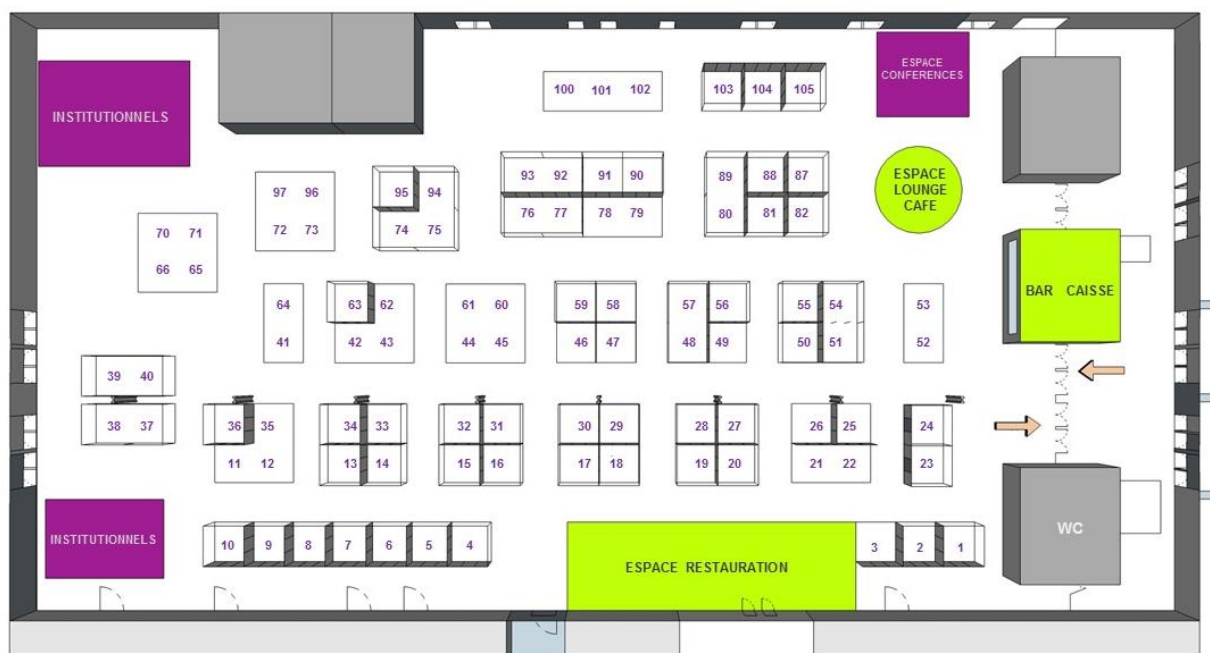 ESPACE
CONFERENCES
INSTITUTIONNELS
100 101 102
103 104 105
93 92 91 90
89 88 87
ESPACE
LOUNGE
CAFE
97 96
95 94
76 77 78 79
80 81 82
72 73
74 75
70 71
66 65
BAR CAISSE
64
63 62
61 60
59 58
57 56
55 54
53
41
42 43
44 45
46 47
48 49
50 51
52
39 40
38 37
36 35
34 33
32 31
30 29
28 27
26 25
24
11 12
13 14
15 16
17 18
19 20
21 22
23
INSTITUTIONNELS
10 9 8 7 6 5 4
ESPACE RESTAURATION
3 2 1
WC